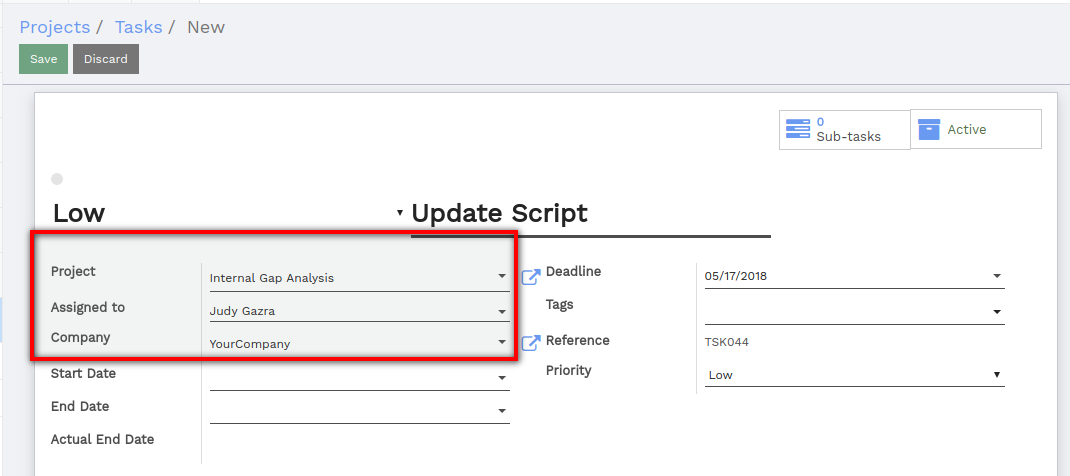 Projects / Tasks / New
Save Discard
0
Sub-tasks
Active
Low
Update Script
Project Internal Gap Analysis
Assigned to Judy Gazra
Company YourCompany
Start Date
End Date
Actual End Date
Deadline 05/17/2018
Tags
Reference TSK044
Priority Low